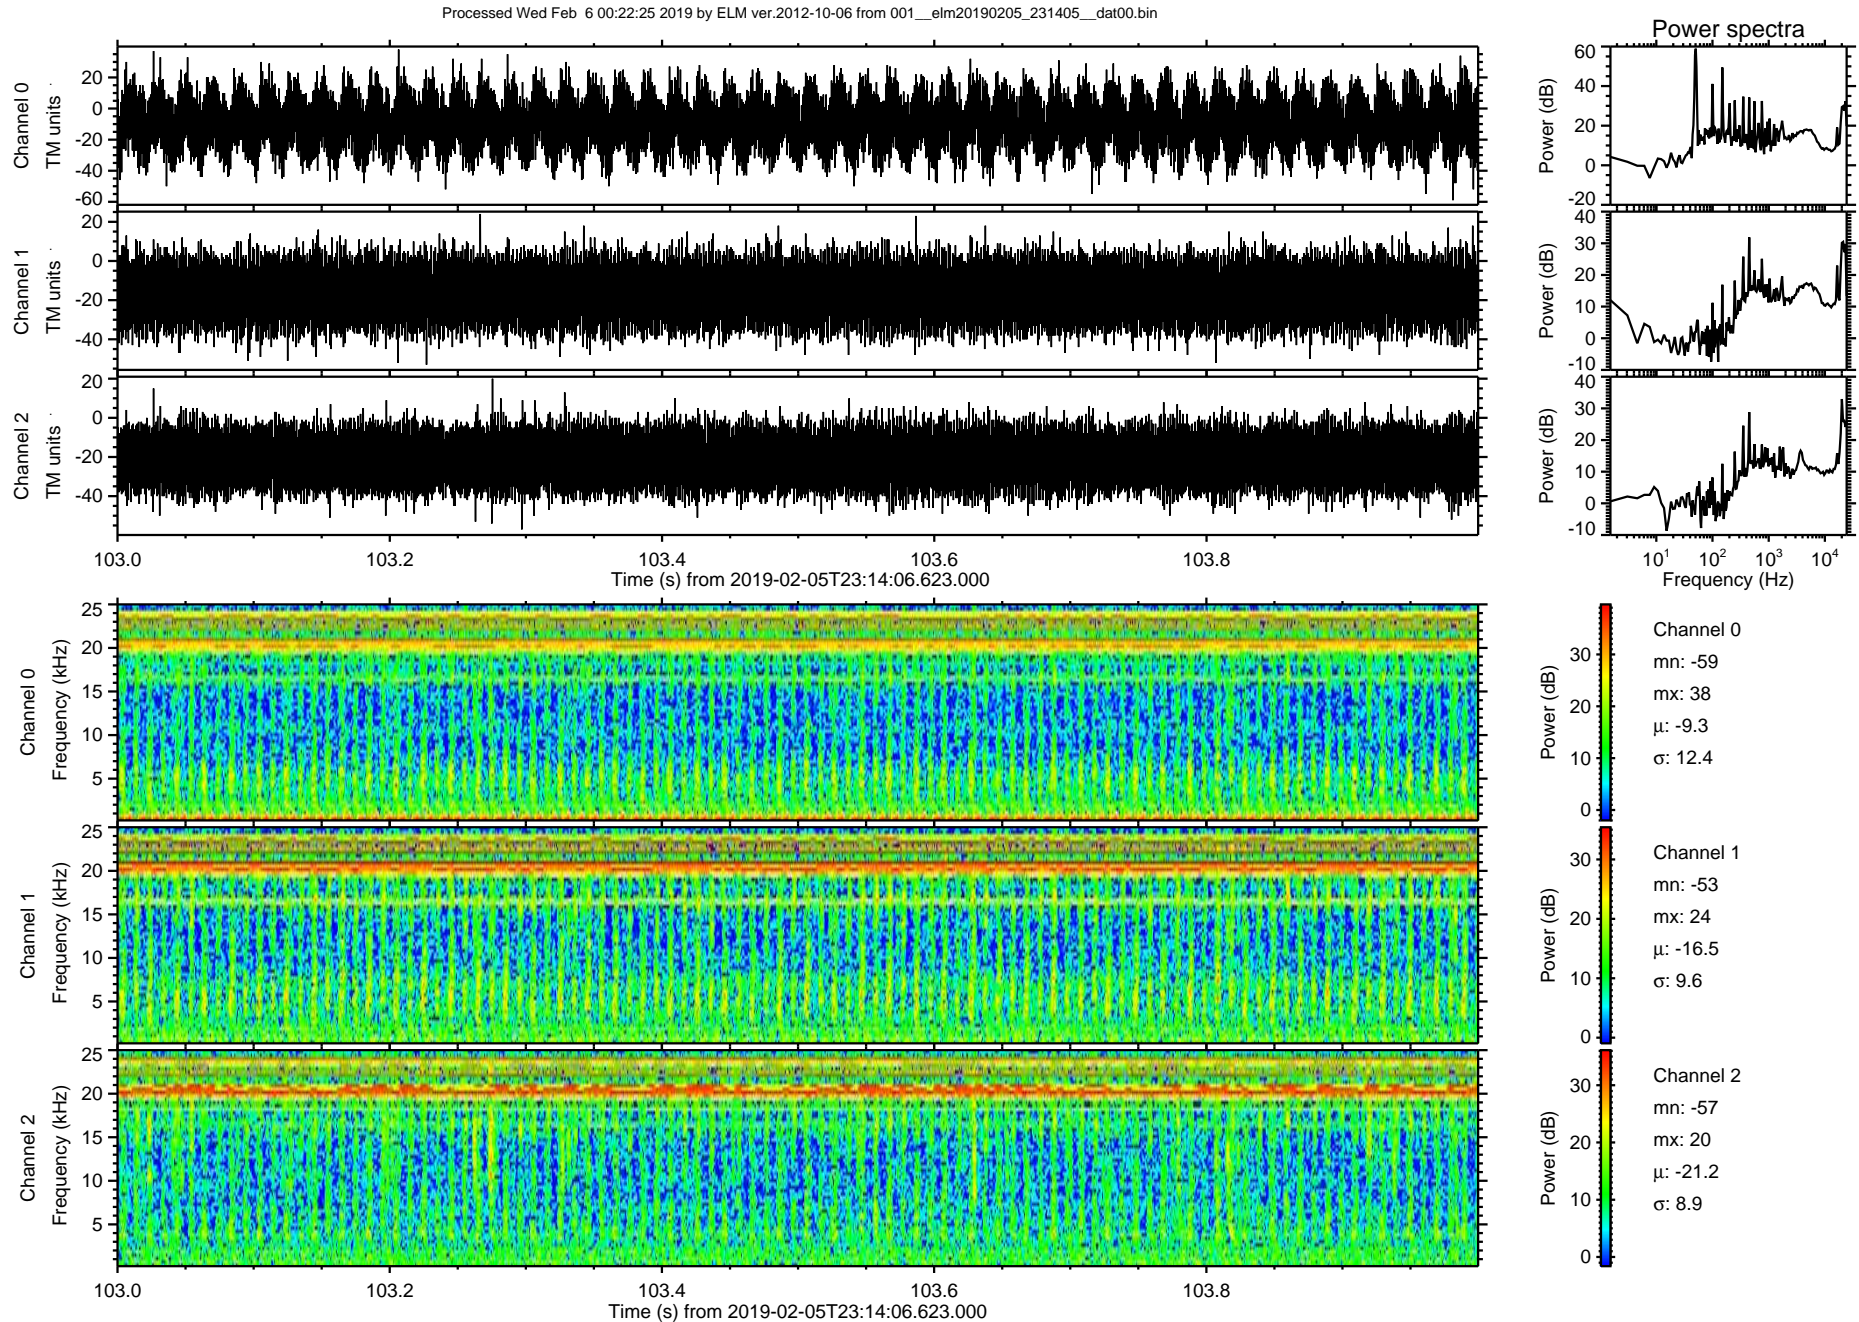 Processed Wed Feb  6 00:22:25 2019 by ELM ver.2012-10-06 from 001__elm20190205_231405__dat00.bin
Power spectra
Channel 0
TM units
20
0
-20
-40
-60
Power (dB)
60
40
20
0
-20
Channel 1
TM units
20
0
-20
-40
Power (dB)
40
30
20
10
0
-10
Channel 2
TM units
20
0
-20
-40
Power (dB)
40
30
20
10
0
-10
103.0 103.2 103.4 103.6 103.8
Time (s) from 2019-02-05T23:14:06.623.000
10¹ 10² 10³ 10⁴
Frequency (Hz)
Channel 0
Frequency (kHz)
25
20
15
10
5
Power (dB)
30
20
10
0
Channel 0
mn: -59
mx: 38
μ: -9.3
σ: 12.4
Channel 1
Frequency (kHz)
25
20
15
10
5
Power (dB)
30
20
10
0
Channel 1
mn: -53
mx: 24
μ: -16.5
σ: 9.6
Channel 2
Frequency (kHz)
25
20
15
10
5
Power (dB)
30
20
10
0
Channel 2
mn: -57
mx: 20
μ: -21.2
σ: 8.9
103.0 103.2 103.4 103.6 103.8
Time (s) from 2019-02-05T23:14:06.623.000